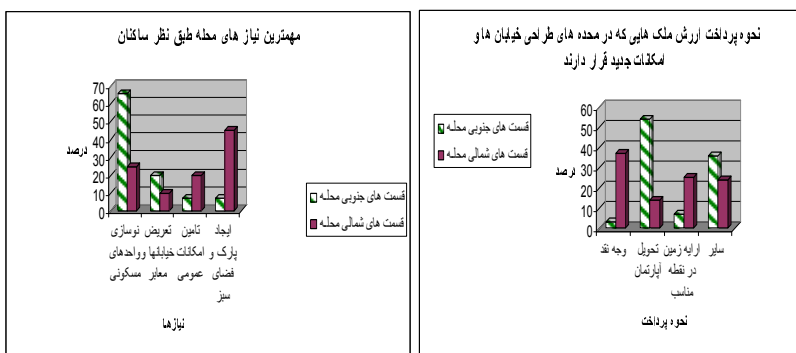 نحوه پرداخت ارزش ملک هایی که در محده های طراحی خیابان ها و
امکانات جدید قرار دارند
قسمت های جنوبی محله
قسمت های شمالی محله
درصد
60
50
40
30
20
10
0
وجه نقد
تحویل
آپارتمان
ارایه زمین
در نقطه
مناسب
سایر
نحوه پرداخت
مهمترین نیاز های محله طبق نظر ساکنان
درصد
70
60
50
40
30
20
10
0
نوسازی
وواحدهای
مسکونی
تعریض
خیابانها
معابر
تامین
امکانات
عمومی
ایجاد
پارک و
فضای
سبز
نیازها
قسمت های جنوبی محله
قسمت های شمالی محله